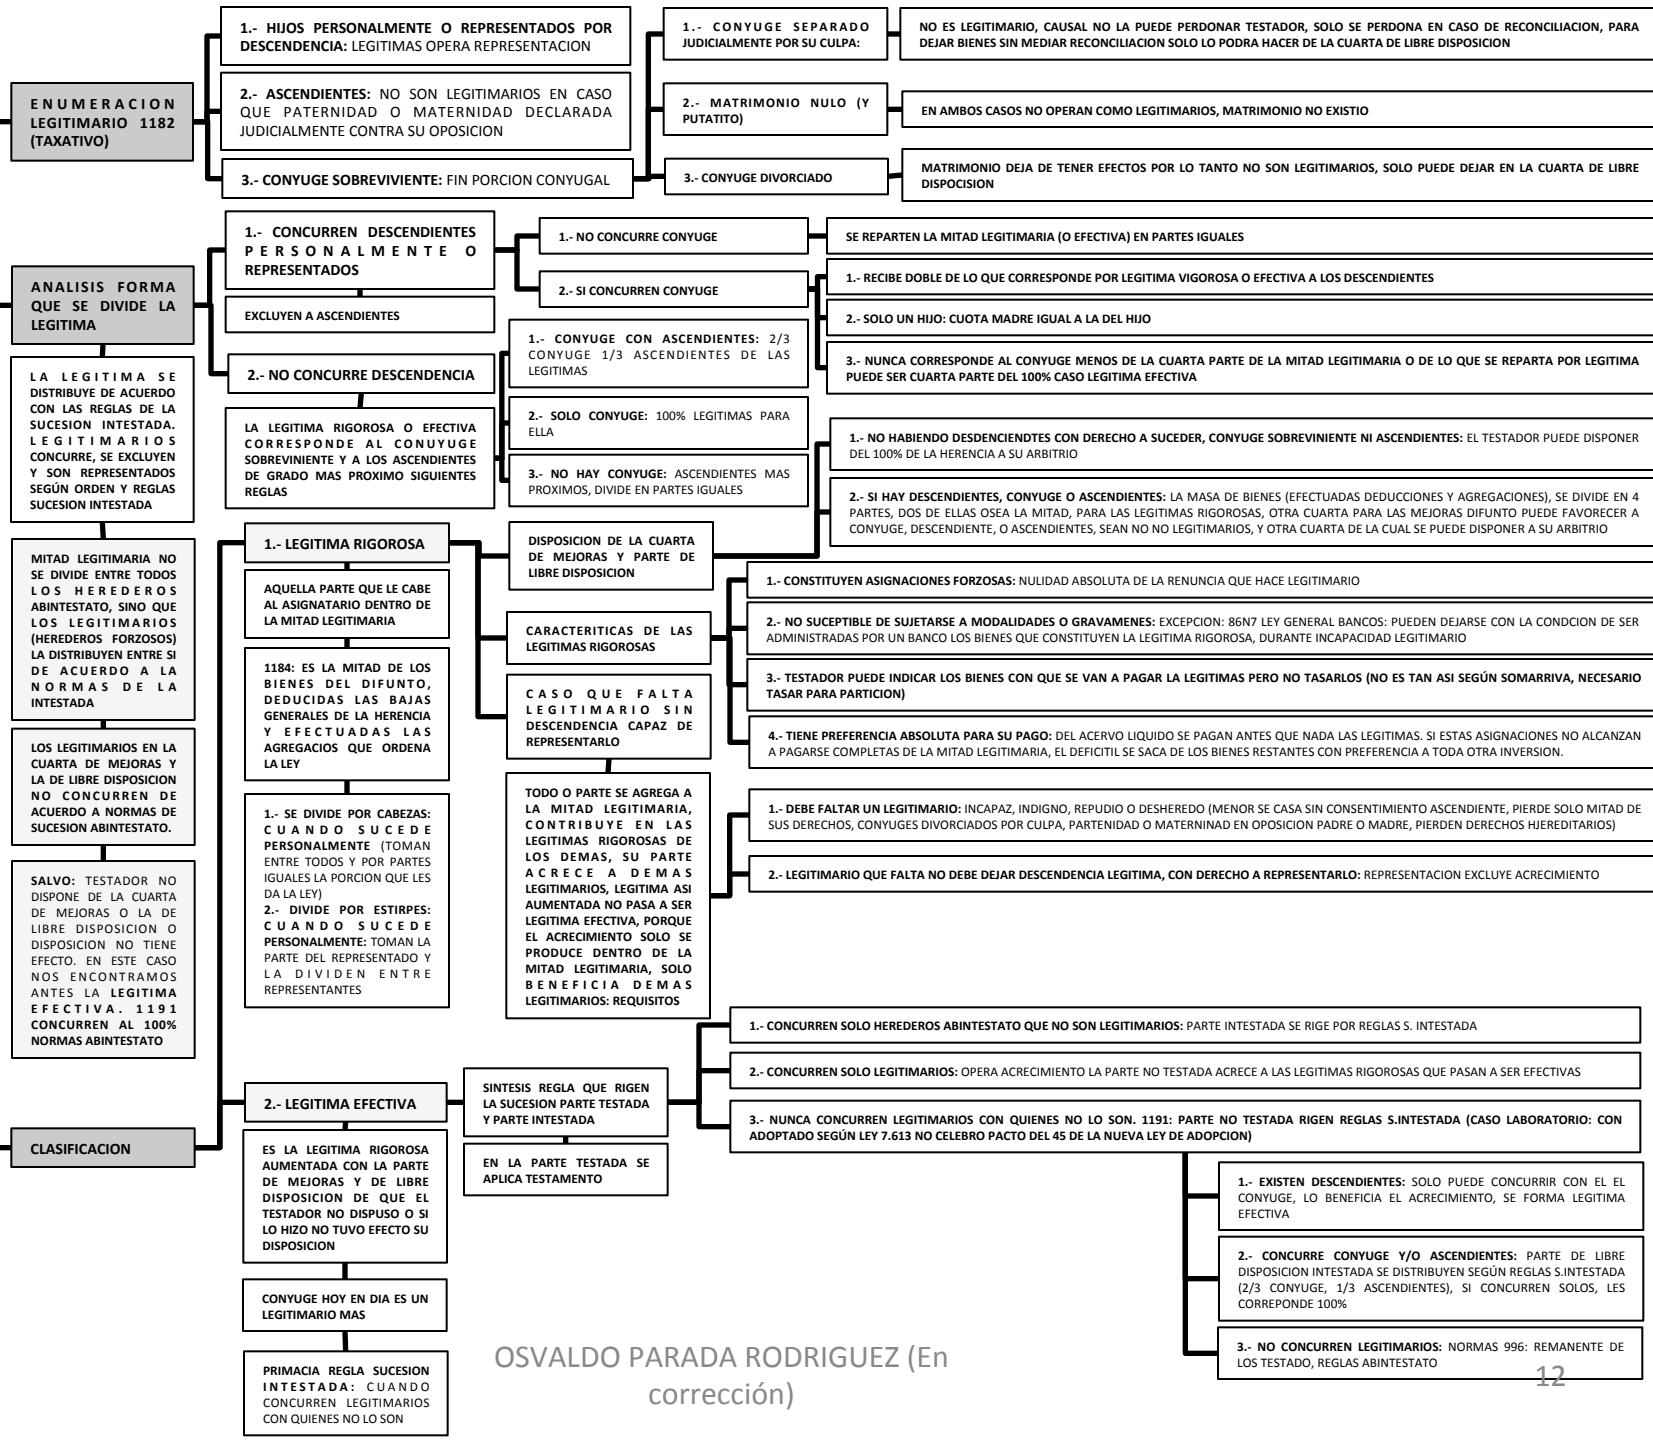 ENUMERACION
LEGITIMARIO 1182
(TAXATIVO)
1.- HIJOS PERSONALMENTE O REPRESENTADOS POR
DESCENDENCIA: LEGITIMAS OPERA REPRESENTACION
2.- ASCENDIENTES: NO SON LEGITIMARIOS EN CASO
QUE PATERNIDAD O MATERNIDAD DECLARADA
JUDICIALMENTE CONTRA SU OPOSICION
3.- CONYUGE SOBREVIVIENTE: FIN PORCION CONYUGAL
1.- CONYUGE SEPARADO
JUDICIALMENTE POR SU CULPA:
NO ES LEGITIMARIO, CAUSAL NO LA PUEDE PERDONAR TESTADOR, SOLO SE PERDONA EN CASO DE RECONCILIACION, PARA
DEJAR BIENES SIN MEDIAR RECONCILIACION SOLO LO PODRA HACER DE LA CUARTA DE LIBRE DISPOSICION
2.- MATRIMONIO NULO (Y
PUTATITO)
EN AMBOS CASOS NO OPERAN COMO LEGITIMARIOS, MATRIMONIO NO EXISTIO
3.- CONYUGE DIVORCIADO
MATRIMONIO DEJA DE TENER EFECTOS POR LO TANTO NO SON LEGITIMARIOS, SOLO PUEDE DEJAR EN LA CUARTA DE LIBRE
DISPOCISION
ANALISIS FORMA
QUE SE DIVIDE LA
LEGITIMA
LA LEGITIMA SE
DISTRIBUYE DE ACUERDO
CON LAS REGLAS DE LA
SUCESION INTESTADA.
LEGITIMARIOS
CONCURRE, SE EXCLUYEN
Y SON REPRESENTADOS
SEGÚN ORDEN Y REGLAS
SUCESION INTESTADA
MITAD LEGITIMARIA NO
SE DIVIDE ENTRE TODOS
LOS HEREDEROS
ABINTESTATO, SINO QUE
LOS LEGITIMARIOS
(HEREDEROS FORZOSOS)
LA DISTRIBUYEN ENTRE SI
DE ACUERDO A LA
NORMAS DE LA
INTESTADA
LOS LEGITIMARIOS EN LA
CUARTA DE MEJORAS Y
LA DE LIBRE DISPOSICION
NO CONCURREN DE
ACUERDO A NORMAS DE
SUCESION ABINTESTATO.
SALVO: TESTADOR NO
DISPONE DE LA CUARTA
DE MEJORAS O LA DE
LIBRE DISPOSICION O
DISPOSICION NO TIENE
EFECTO. EN ESTE CASO
NOS ENCONTRAMOS
ANTES LA LEGITIMA
EFECTIVA. 1191
CONCURREN AL 100%
NORMAS ABINTESTATO
1.- CONCURREN DESCENDIENTES
PERSONALMENTE O
REPRESENTADOS
EXCLUYEN A ASCENDIENTES
1.- NO CONCURRE CONYUGE
SE REPARTEN LA MITAD LEGITIMARIA (O EFECTIVA) EN PARTES IGUALES
2.- SI CONCURREN CONYUGE
1.- RECIBE DOBLE DE LO QUE CORRESPONDE POR LEGITIMA VIGOROSA O EFECTIVA A LOS DESCENDIENTES
2.- SOLO UN HIJO: CUOTA MADRE IGUAL A LA DEL HIJO
3.- NUNCA CORRESPONDE AL CONYUGE MENOS DE LA CUARTA PARTE DE LA MITAD LEGITIMARIA O DE LO QUE SE REPARTA POR LEGITIMA
PUEDE SER CUARTA PARTE DEL 100% CASO LEGITIMA EFECTIVA
2.- NO CONCURRE DESCENDENCIA
LA LEGITIMA RIGOROSA O EFECTIVA
CORRESPONDE AL CONUYUGE
SOBREVINIENTE Y A LOS ASCENDIENTES
DE GRADO MAS PROXIMO SIGUIENTES
REGLAS
1.- CONYUGE CON ASCENDIENTES: 2/3
CONYUGE 1/3 ASCENDIENTES DE LAS
LEGITIMAS
2.- SOLO CONYUGE: 100% LEGITIMAS PARA
ELLA
3.- NO HAY CONYUGE: ASCENDIENTES MAS
PROXIMOS, DIVIDE EN PARTES IGUALES
CLASIFICACION
1.- LEGITIMA RIGOROSA
AQUELLA PARTE QUE LE CABE
AL ASIGNATARIO DENTRO DE
LA MITAD LEGITIMARIA
1184: ES LA MITAD DE LOS
BIENES DEL DIFUNTO,
DEDUCIDAS LAS BAJAS
GENERALES DE LA HERENCIA
Y EFECTUADAS LAS
AGREGACIOS QUE ORDENA
LA LEY
1.- SE DIVIDE POR CABEZAS:
CUANDO SUCEDE
PERSONALMENTE (TOMAN
ENTRE TODOS Y POR PARTES
IGUALES LA PORCION QUE LES
DA LA LEY)
2.- DIVIDE POR ESTIRPES:
CUANDO SUCEDE
PERSONALMENTE: TOMAN LA
PARTE DEL REPRESENTADO Y
LA DIVIDEN ENTRE
REPRESENTANTES
DISPOSICION DE LA CUARTA
DE MEJORAS Y PARTE DE
LIBRE DISPOSICION
1.- NO HABIENDO DESDENCIENDTES CON DERECHO A SUCEDER, CONYUGE SOBREVINIENTE NI ASCENDIENTES: EL TESTADOR PUEDE DISPONER
DEL 100% DE LA HERENCIA A SU ARBITRIO
2.- SI HAY DESCENDIENTES, CONYUGE O ASCENDIENTES: LA MASA DE BIENES (EFECTUADAS DEDUCCIONES Y AGREGACIONES), SE DIVIDE EN 4
PARTES, DOS DE ELLAS OSEA LA MITAD, PARA LAS LEGITIMAS RIGOROSAS, OTRA CUARTA PARA LAS MEJORAS DIFUNTO PUEDE FAVORECER A
CONYUGE, DESCENDIENTE, O ASCENDIENTES, SEAN NO NO LEGITIMARIOS, Y OTRA CUARTA DE LA CUAL SE PUEDE DISPONER A SU ARBITRIO
CARACTERITICAS DE LAS
LEGITIMAS RIGOROSAS
1.- CONSTITUYEN ASIGNACIONES FORZOSAS: NULIDAD ABSOLUTA DE LA RENUNCIA QUE HACE LEGITIMARIO
2.- NO SUCEPTIBLE DE SUJETARSE A MODALIDADES O GRAVAMENES: EXCEPCION: 86N7 LEY GENERAL BANCOS: PUEDEN DEJARSE CON LA CONDCION DE SER
ADMINISTRADAS POR UN BANCO LOS BIENES QUE CONSTITUYEN LA LEGITIMA RIGOROSA, DURANTE INCAPACIDAD LEGITIMARIO
3.- TESTADOR PUEDE INDICAR LOS BIENES CON QUE SE VAN A PAGAR LA LEGITIMAS PERO NO TASARLOS (NO ES TAN ASI SEGÚN SOMARRIVA, NECESARIO
TASAR PARA PARTICION)
4.- TIENE PREFERENCIA ABSOLUTA PARA SU PAGO: DEL ACERVO LIQUIDO SE PAGAN ANTES QUE NADA LAS LEGITIMAS. SI ESTAS ASIGNACIONES NO ALCANZAN
A PAGARSE COMPLETAS DE LA MITAD LEGITIMARIA, EL DEFICITIL SE SACA DE LOS BIENES RESTANTES CON PREFERENCIA A TODA OTRA INVERSION.
CASO QUE FALTA
LEGITIMARIO SIN
DESCENDENCIA CAPAZ DE
REPRESENTARLO
TODO O PARTE SE AGREGA A
LA MITAD LEGITIMARIA,
CONTRIBUYE EN LAS
LEGITIMAS RIGOROSAS DE
LOS DEMAS, SU PARTE
ACRECE A DEMAS
LEGITIMARIOS, LEGITIMA ASI
AUMENTADA NO PASA A SER
LEGITIMA EFECTIVA, PORQUE
EL ACRECIMIENTO SOLO SE
PRODUCE DENTRO DE LA
MITAD LEGITIMARIA, SOLO
BENEFICIA DEMAS
LEGITIMARIOS: REQUISITOS
1.- DEBE FALTAR UN LEGITIMARIO: INCAPAZ, INDIGNO, REPUDIO O DESHEREDO (MENOR SE CASA SIN CONSENTIMIENTO ASCENDIENTE, PIERDE SOLO MITAD DE
SUS DERECHOS, CONYUGES DIVORCIADOS POR CULPA, PARTENIDAD O MATERNINAD EN OPOSICION PADRE O MADRE, PIERDEN DERECHOS HJEREDITARIOS)
2.- LEGITIMARIO QUE FALTA NO DEBE DEJAR DESCENDENCIA LEGITIMA, CON DERECHO A REPRESENTARLO: REPRESENTACION EXCLUYE ACRECIMIENTO
2.- LEGITIMA EFECTIVA
ES LA LEGITIMA RIGOROSA
AUMENTADA CON LA PARTE
DE MEJORAS Y DE LIBRE
DISPOSICION DE QUE EL
TESTADOR NO DISPUSO O SI
LO HIZO NO TUVO EFECTO SU
DISPOSICION
CONYUGE HOY EN DIA ES UN
LEGITIMARIO MAS
PRIMACIA REGLA SUCESION
INTESTADA: CUANDO
CONCURREN LEGITIMARIOS
CON QUIENES NO LO SON
SINTESIS REGLA QUE RIGEN
LA SUCESION PARTE TESTADA
Y PARTE INTESTADA
EN LA PARTE TESTADA SE
APLICA TESTAMENTO
1.- CONCURREN SOLO HEREDEROS ABINTESTATO QUE NO SON LEGITIMARIOS: PARTE INTESTADA SE RIGE POR REGLAS S. INTESTADA
2.- CONCURREN SOLO LEGITIMARIOS: OPERA ACRECIMIENTO LA PARTE NO TESTADA ACRECE A LAS LEGITIMAS RIGOROSAS QUE PASAN A SER EFECTIVAS
3.- NUNCA CONCURREN LEGITIMARIOS CON QUIENES NO LO SON. 1191: PARTE NO TESTADA RIGEN REGLAS S.INTESTADA (CASO LABORATORIO: CON
ADOPTADO SEGÚN LEY 7.613 NO CELEBRO PACTO DEL 45 DE LA NUEVA LEY DE ADOPCION)
1.- EXISTEN DESCENDIENTES: SOLO PUEDE CONCURRIR CON EL EL
CONYUGE, LO BENEFICIA EL ACRECIMIENTO, SE FORMA LEGITIMA
EFECTIVA
2.- CONCURRE CONYUGE Y/O ASCENDIENTES: PARTE DE LIBRE
DISPOSICION INTESTADA SE DISTRIBUYEN SEGÚN REGLAS S.INTESTADA
(2/3 CONYUGE, 1/3 ASCENDIENTES), SI CONCURREN SOLOS, LES
CORREPONDE 100%
3.- NO CONCURREN LEGITIMARIOS: NORMAS 996: REMANENTE DE
LOS TESTADO, REGLAS ABINTESTATO
OSVALDO PARADA RODRIGUEZ (En
corrección)
12